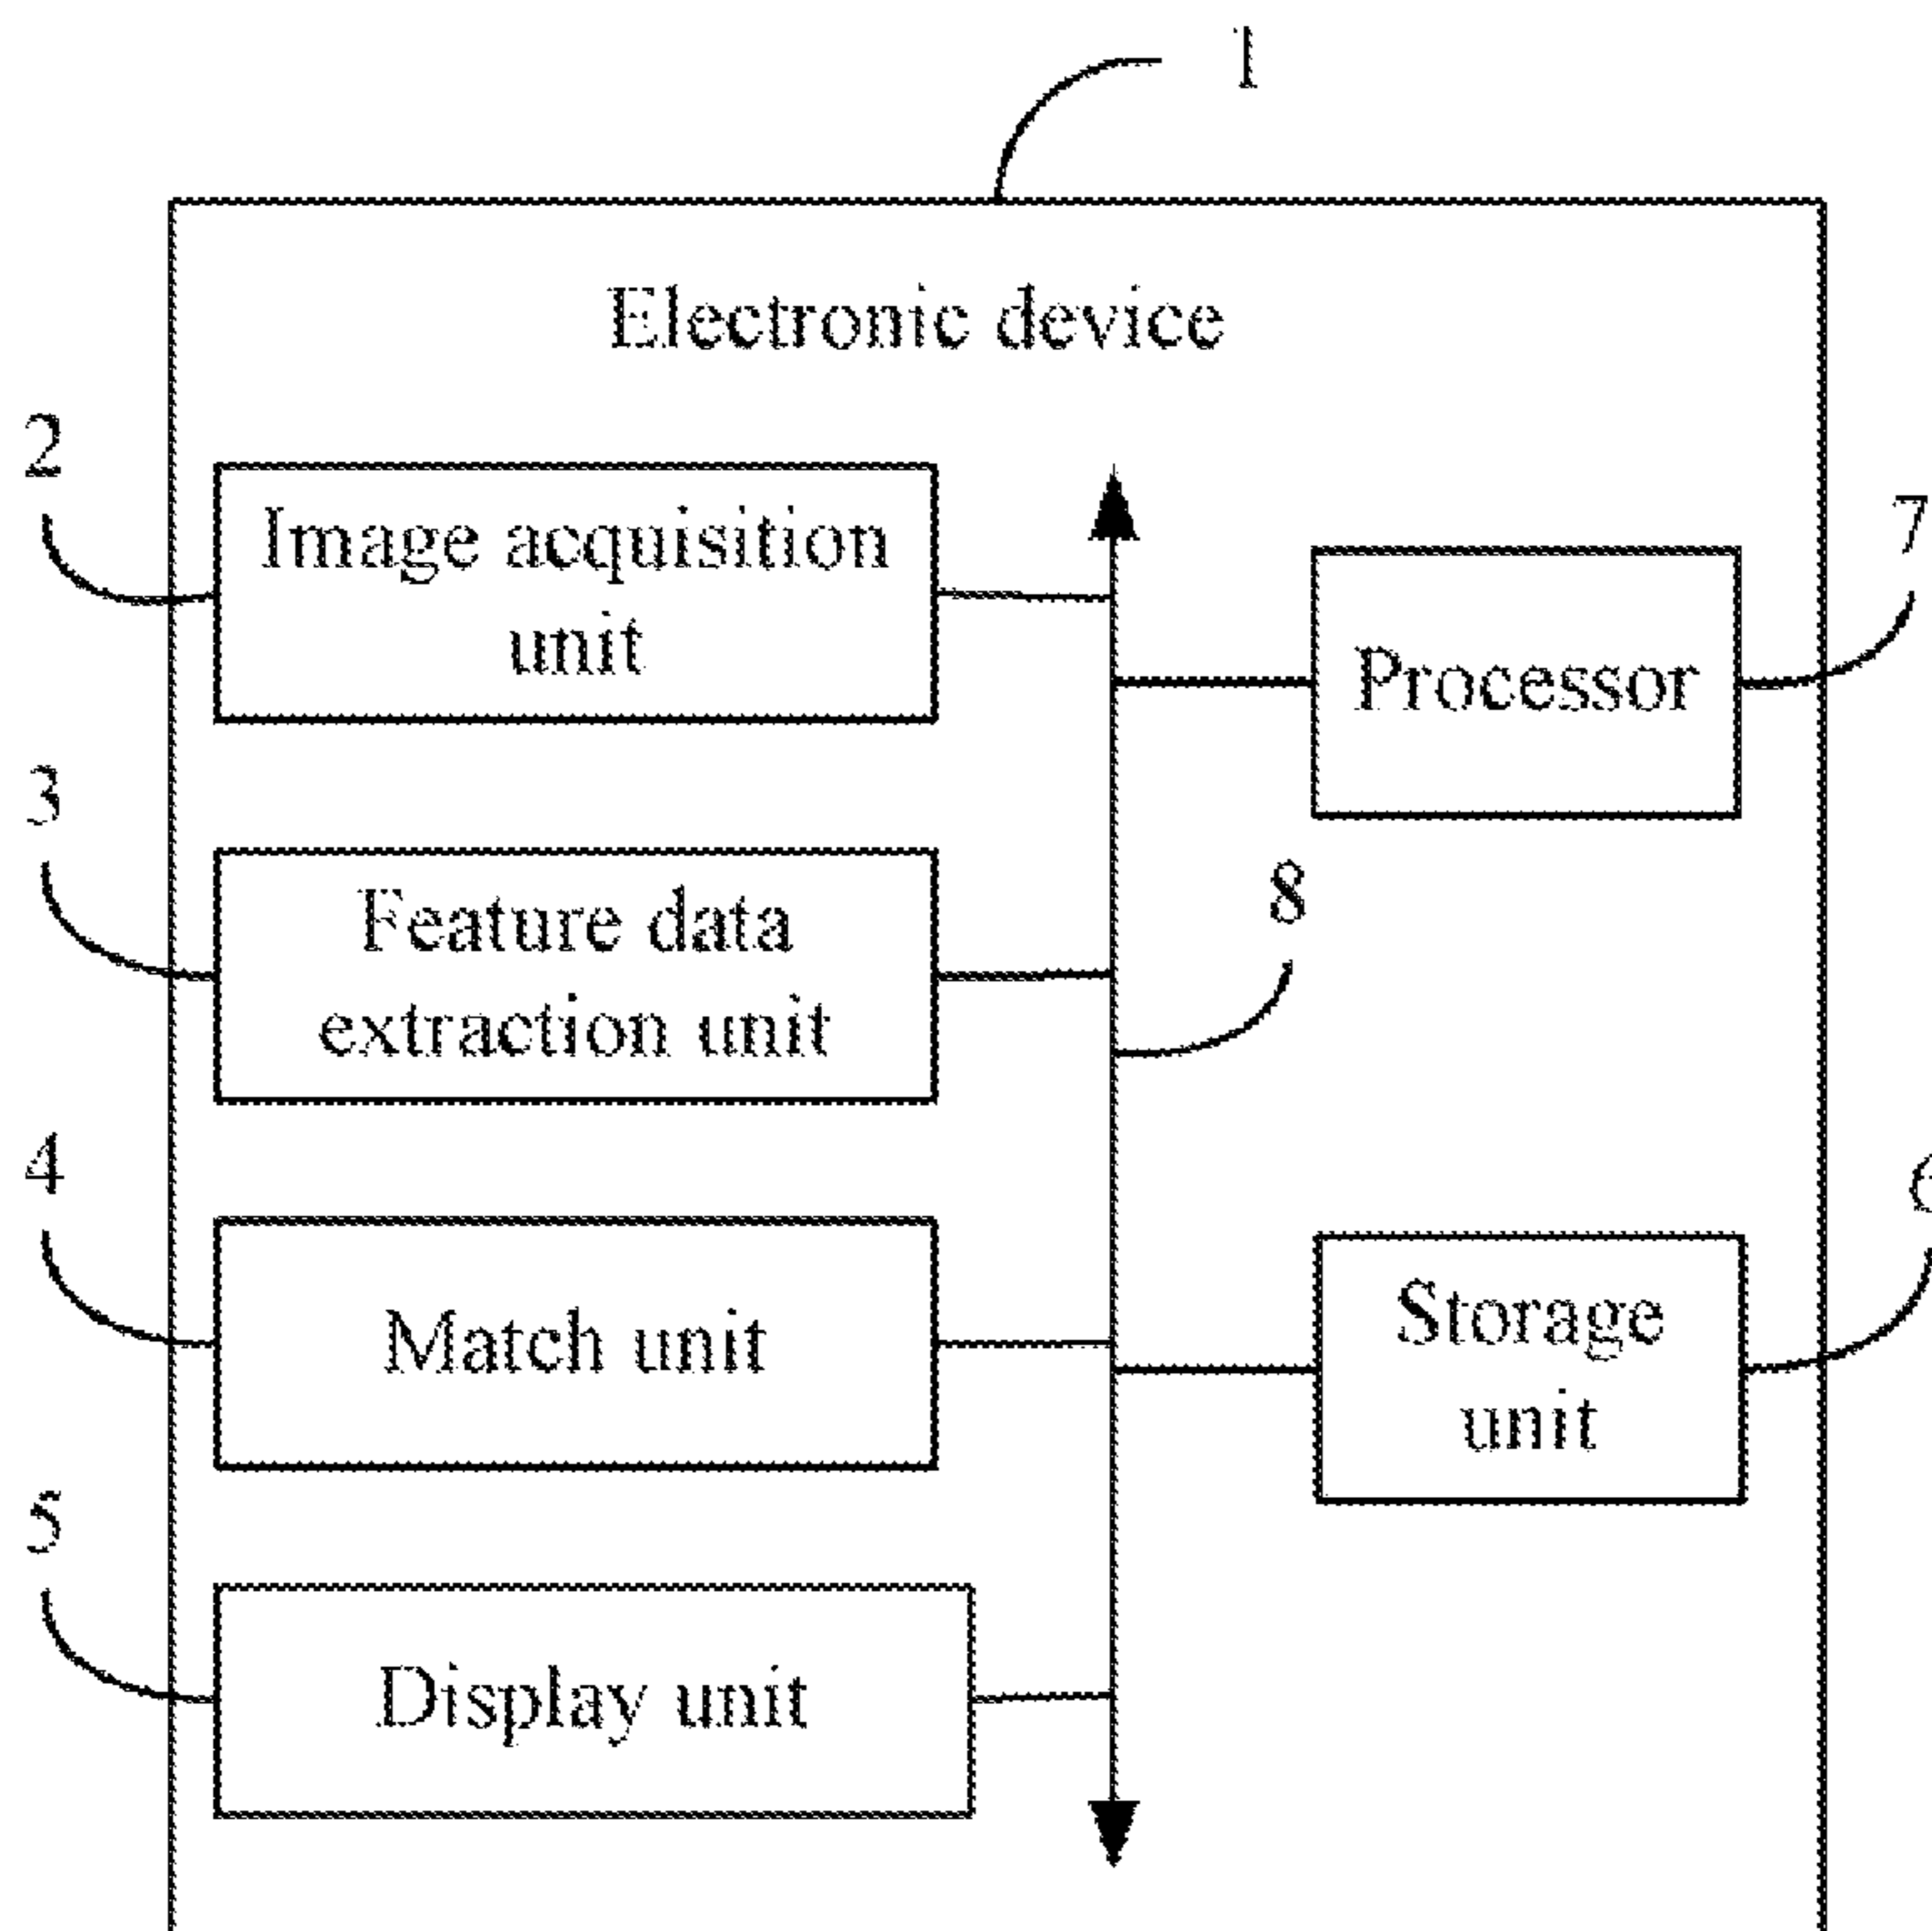 1
Electronic device
2
Image acquisition
unit
7
Processor
3
Feature data
extraction unit
8
4
Match unit
6
Storage
unit
5
Display unit